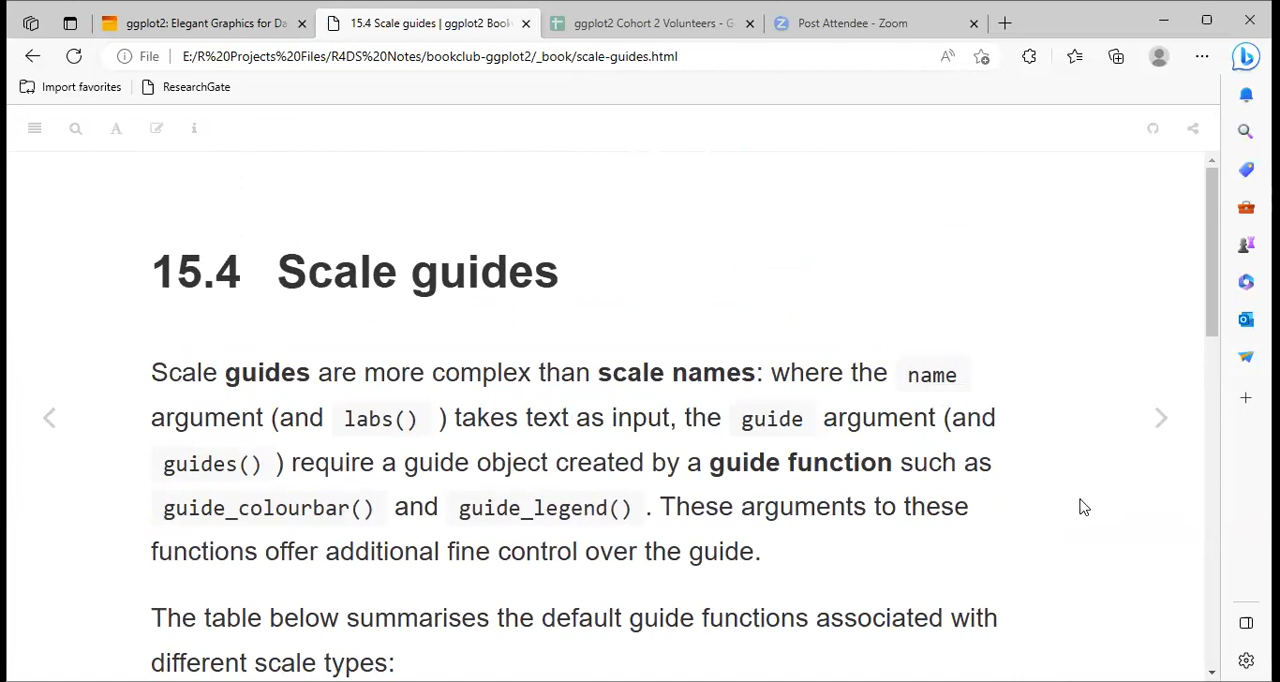 ggplot2: Elegant Graphics for Da
15.4 Scale guides | ggplot2 Book
ggplot2 Cohort 2 Volunteers - G
Post Attendee - Zoom
File
E:/R%20Projects%20Files/R4DS%20Notes/bookclub-ggplot2/_book/scale-guides.html
Import favorites
ResearchGate
15.4 Scale guides
Scale guides are more complex than scale names: where the name
argument (and labs() ) takes text as input, the guide argument (and
guides() ) require a guide object created by a guide function such as
guide_colourbar() and guide_legend() . These arguments to these
functions offer additional fine control over the guide.
The table below summarises the default guide functions associated with
different scale types: